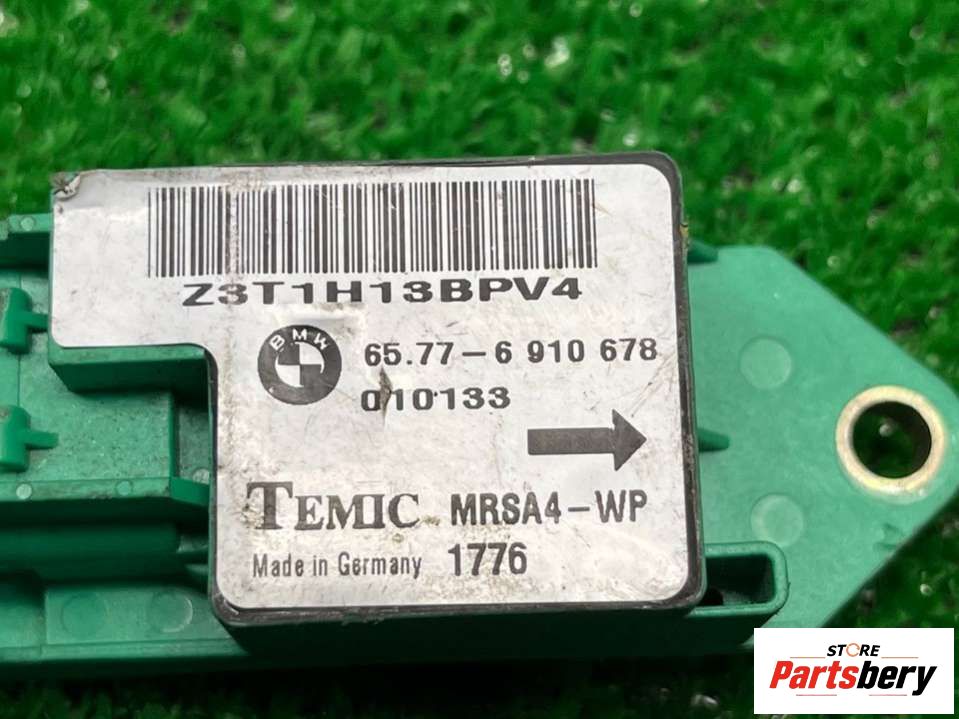 Z3T1H13BPV4
BMW
65.77-6 910 678
010133
TEMIC MRSA4-WP
Made in Germany 1776
STORE
Partsbery